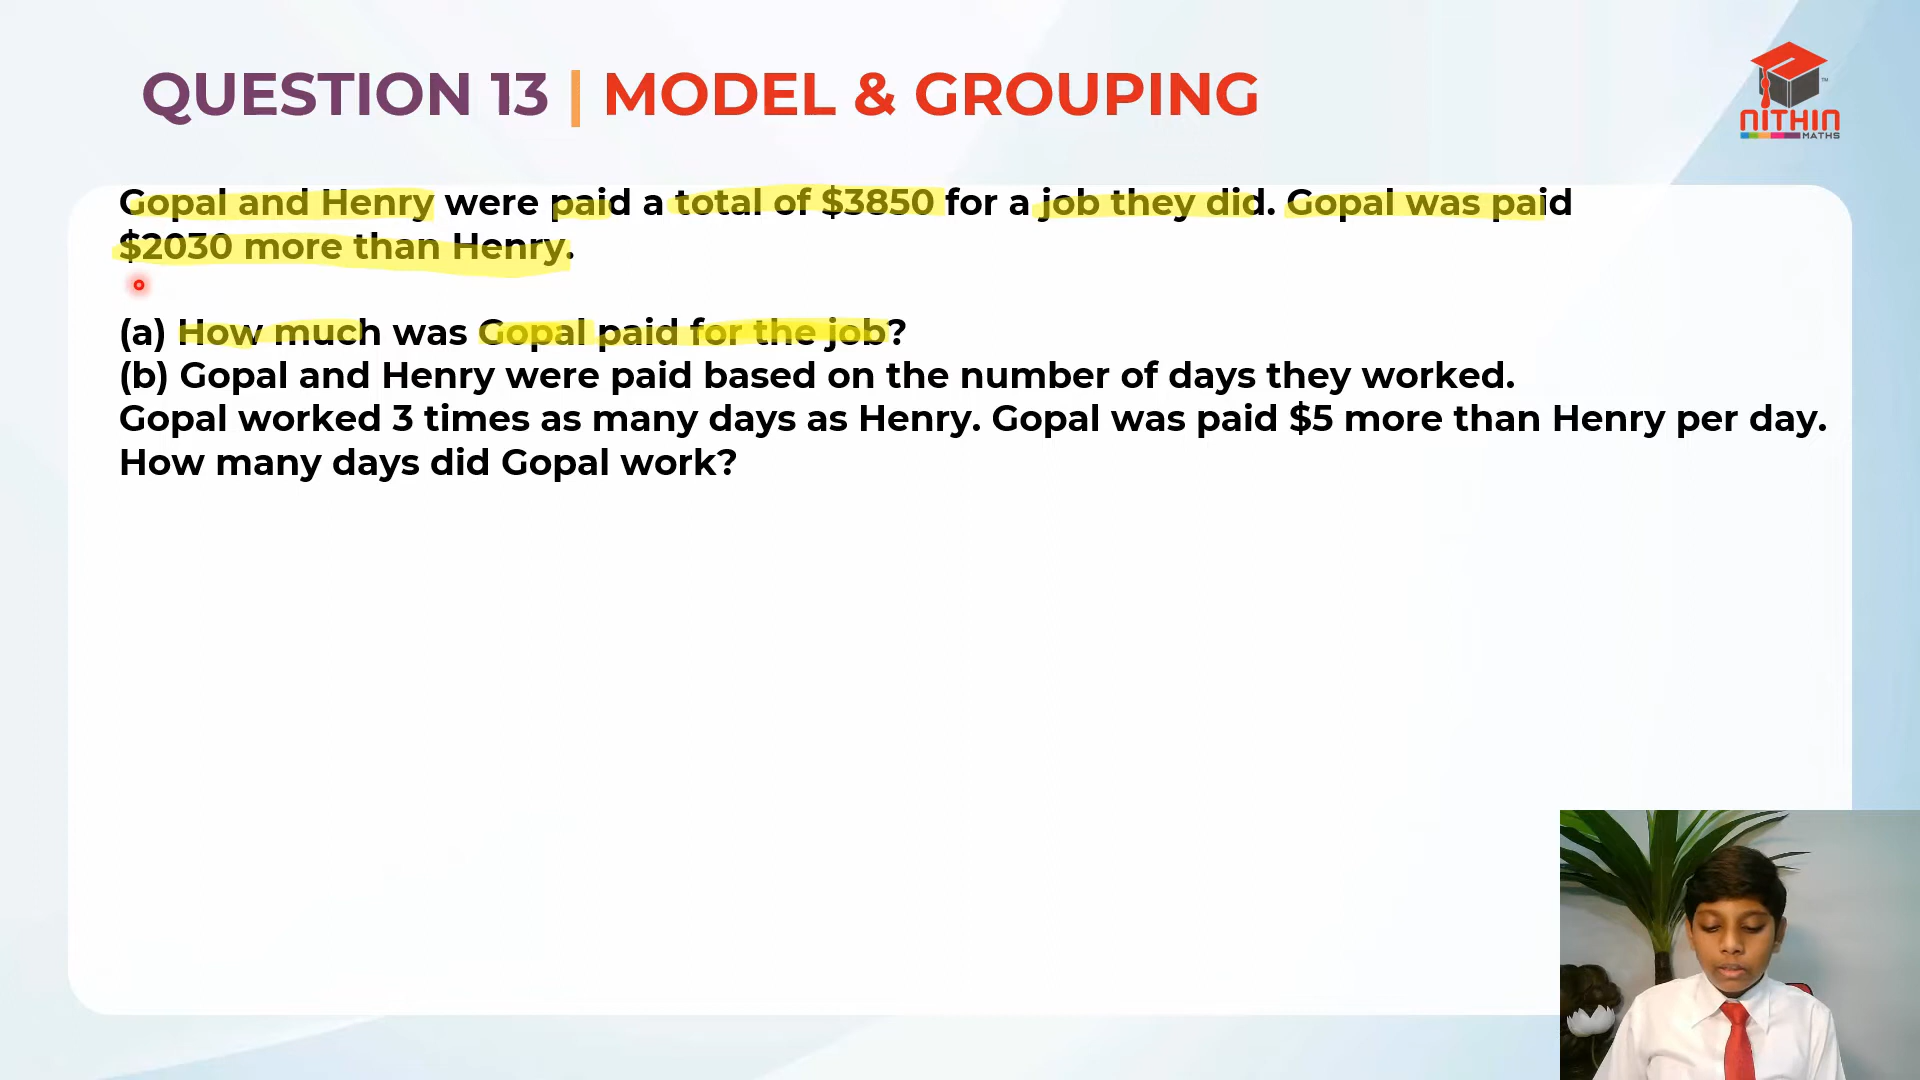 QUESTION 13 | MODEL & GROUPING
NITHIN
MATHS
TM
Gopal and Henry were paid a total of $3850 for a job they did. Gopal was paid
$2030 more than Henry.
(a) How much was Gopal paid for the job?
(b) Gopal and Henry were paid based on the number of days they worked.
Gopal worked 3 times as many days as Henry. Gopal was paid $5 more than Henry per day.
How many days did Gopal work?